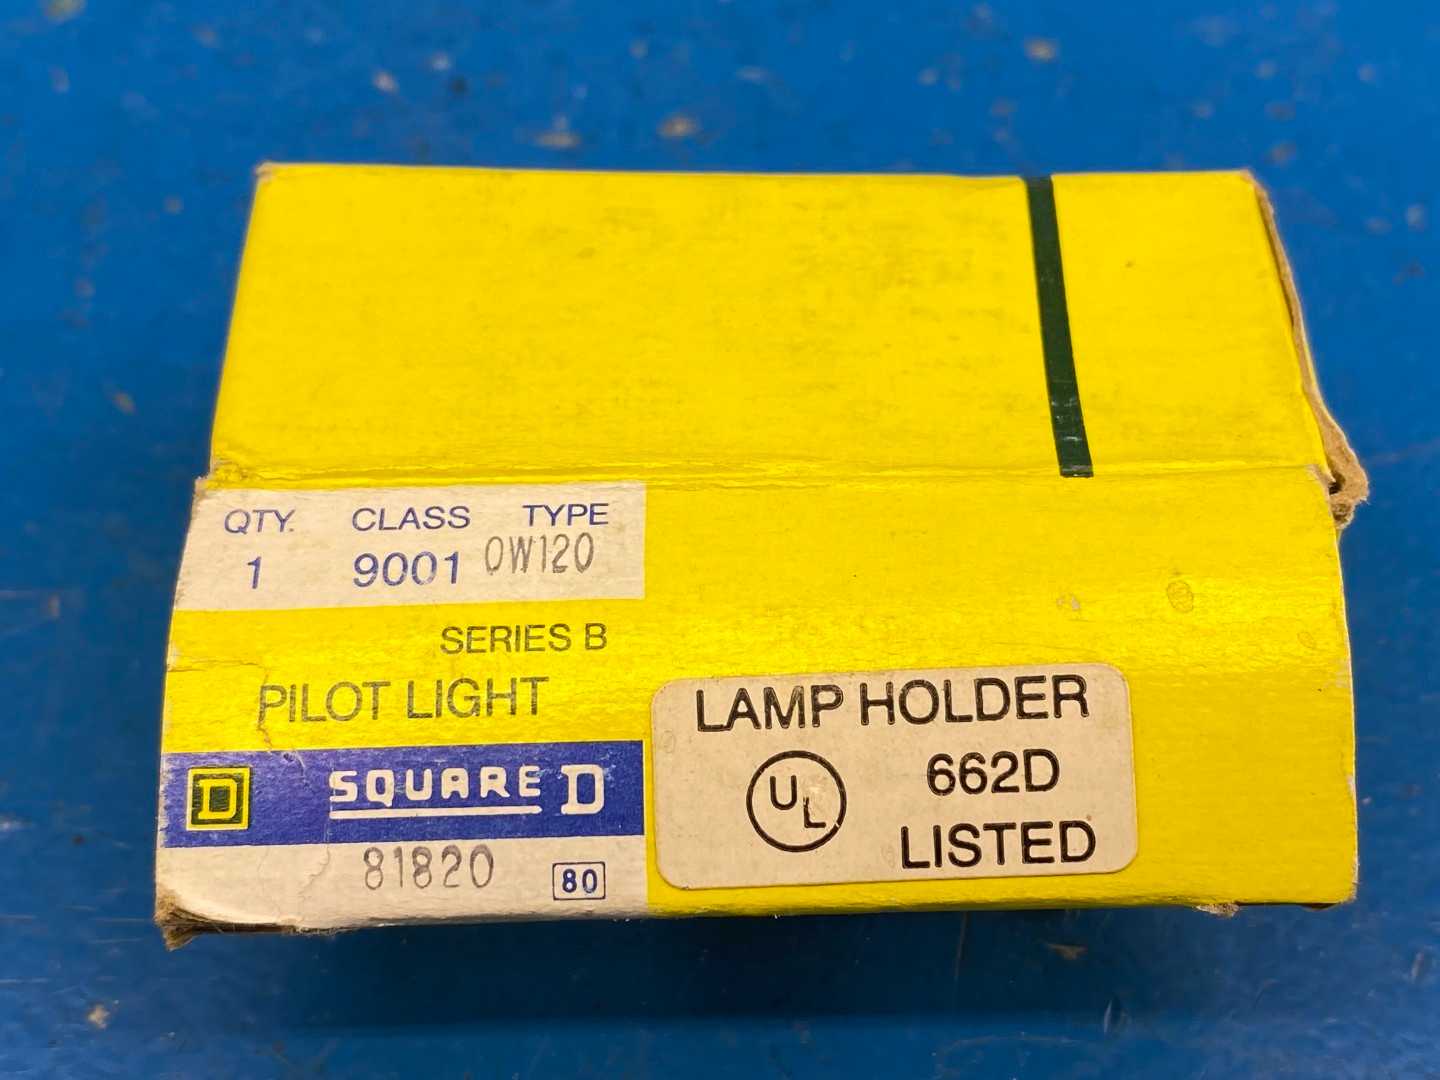 QTY. CLASS TYPE
1 9001 OW120
SERIES B
PILOT LIGHT
D SQUARE D
81820 80
LAMP HOLDER
UL 662D
LISTED